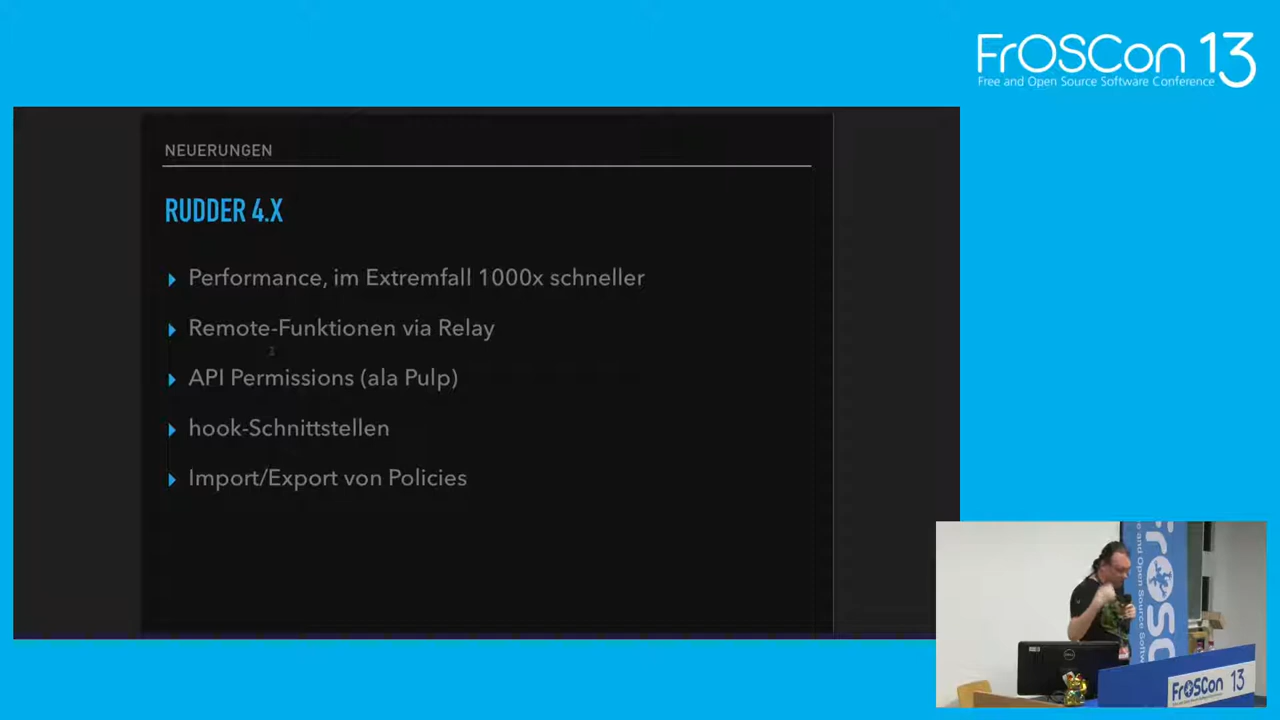 FrOSCon 13
Free and Open Source Software Conference
NEUERUNGEN
RUDDER 4.X
Performance, im Extremfall 1000x schneller
Remote-Funktionen via Relay
API Permissions (ala Pulp)
hook-Schnittstellen
Import/Export von Policies
FrOSCon 13